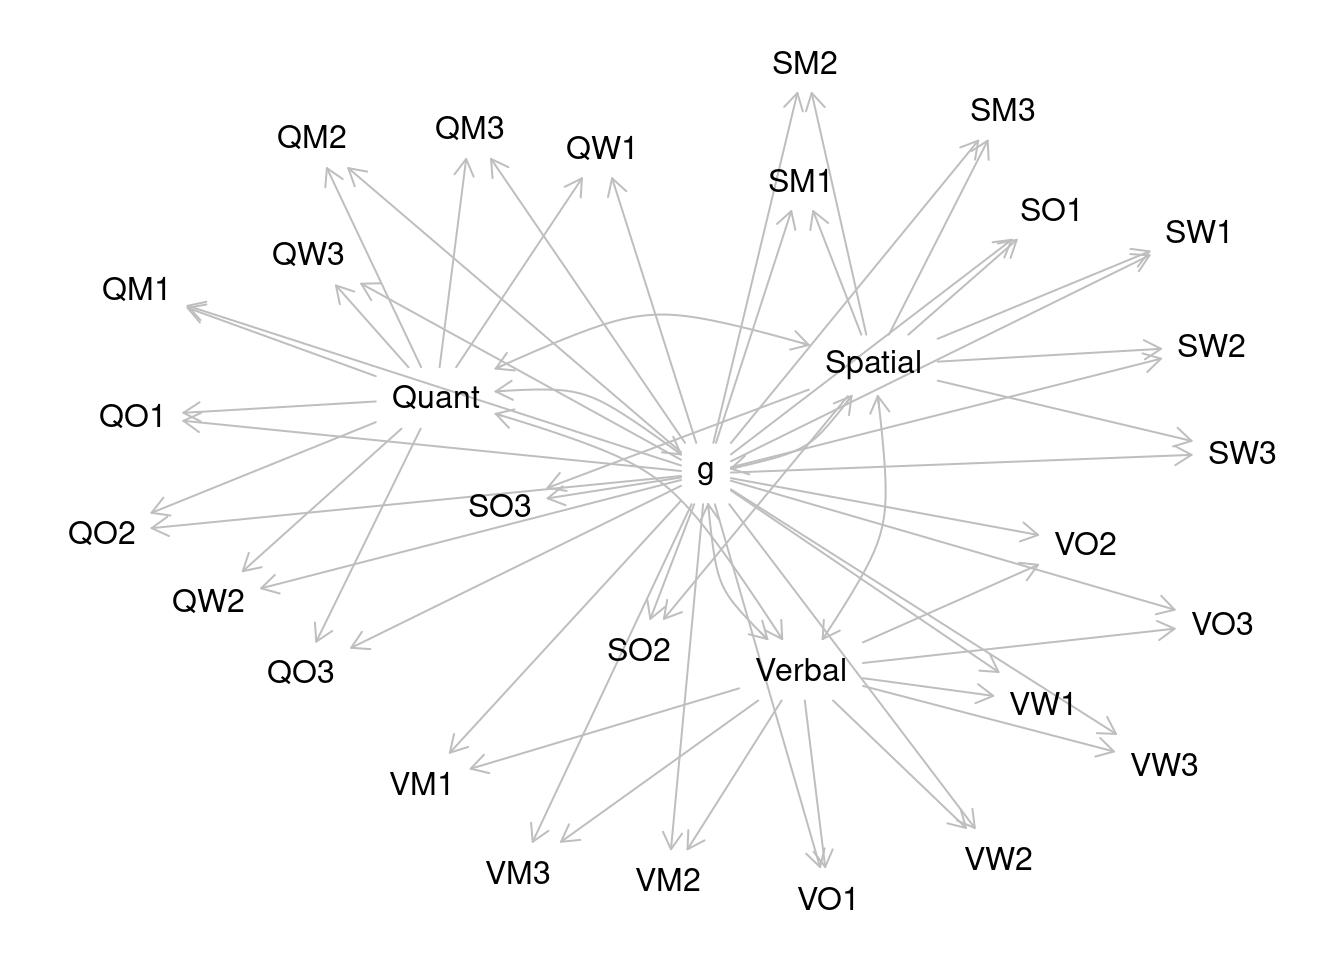 SM2
SM3
QM3
QM2
QW1
SM1
SO1
SW1
QW3
QM1
SW2
Spatial
Quant
QO1
SW3
g
SO3
QO2
VO2
QW2
VO3
SO2
QO3
Verbal
VW1
VW3
VM1
VW2
VM3
VM2
VO1